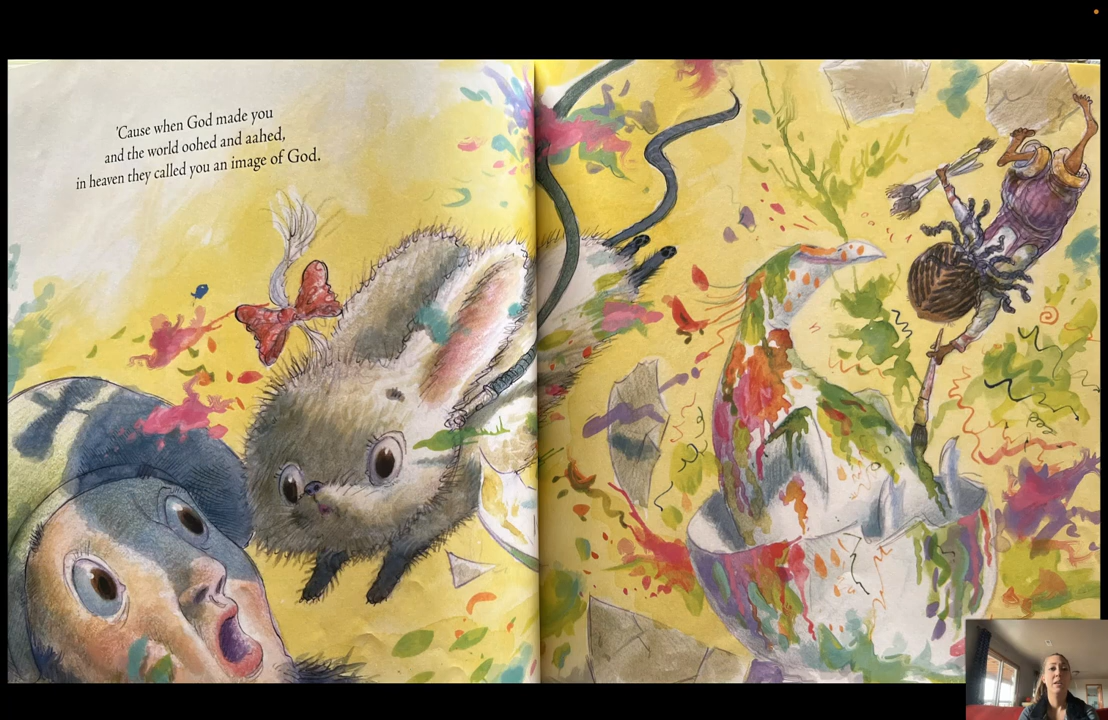 ’Cause when God made you
and the world oohed and aahed,
in heaven they called you an image of God.